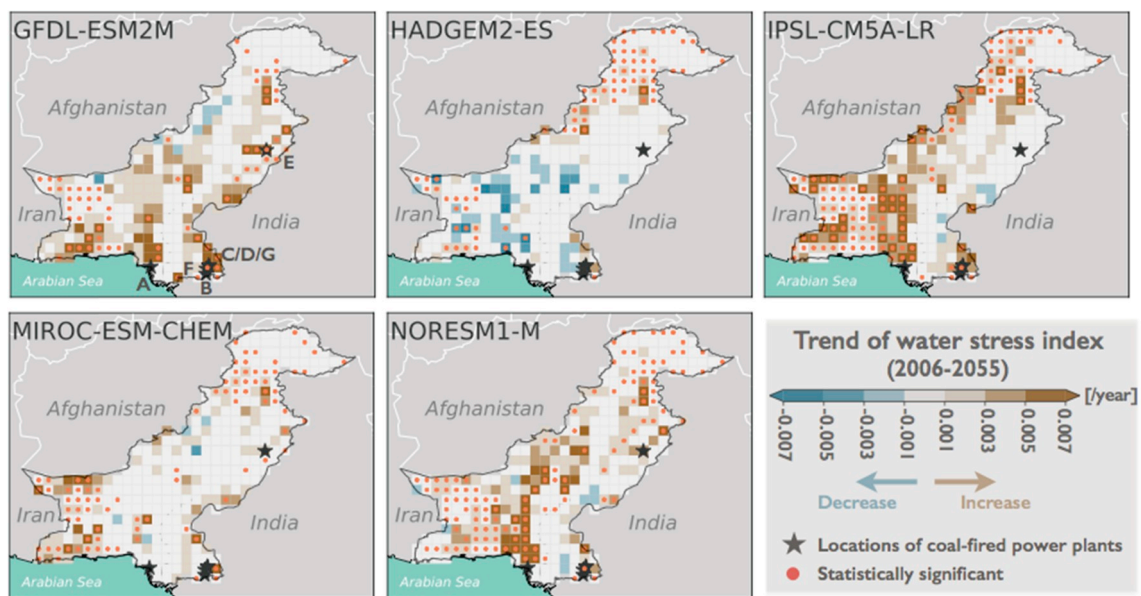 GFDL-ESM2M
Afghanistan
E
Iran
India
C/D/G
F
A
B
Arabian Sea
HADGEM2-ES
Afghanistan
Iran
India
Arabian Sea
IPSL-CM5A-LR
Afghanistan
Iran
India
Arabian Sea
MIROC-ESM-CHEM
Afghanistan
Iran
India
Arabian Sea
NORESM1-M
Afghanistan
Iran
India
Arabian Sea
Trend of water stress index
(2006-2055)
[/year]
-0.007
-0.005
-0.003
-0.001
0.001
0.003
0.005
0.007
Decrease
Increase
Locations of coal-fired power plants
Statistically significant